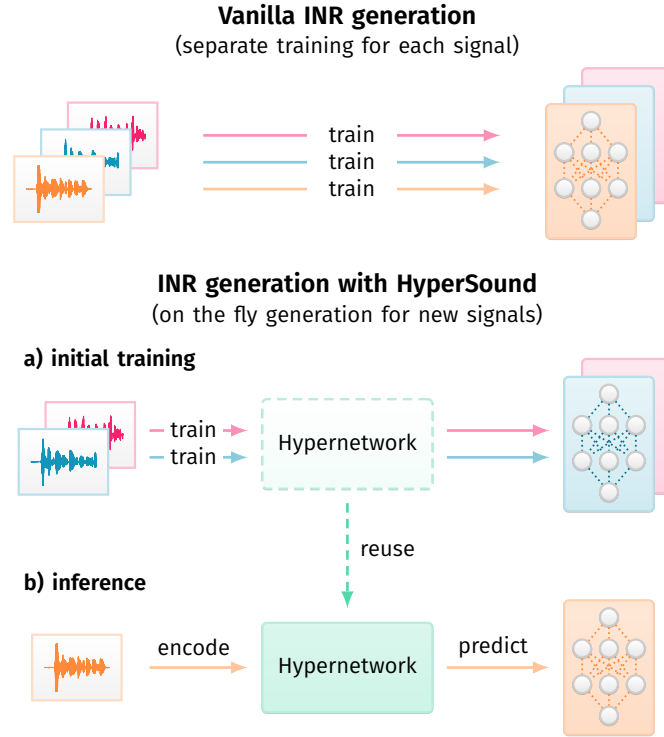 Vanilla INR generation
(separate training for each signal)
train
train
train
INR generation with HyperSound
(on the fly generation for new signals)
a) initial training
train
train
Hypernetwork
reuse
b) inference
encode
Hypernetwork
predict